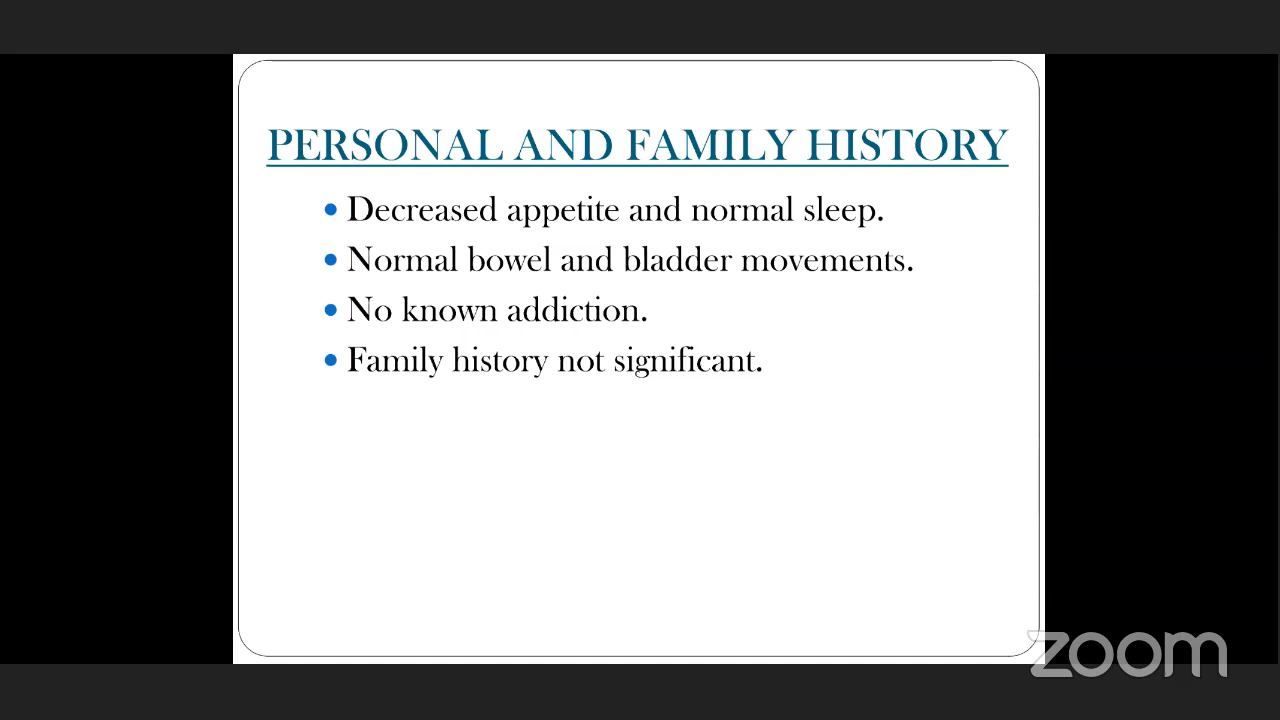 PERSONAL AND FAMILY HISTORY
Decreased appetite and normal sleep.
Normal bowel and bladder movements.
No known addiction.
Family history not significant.
zoom